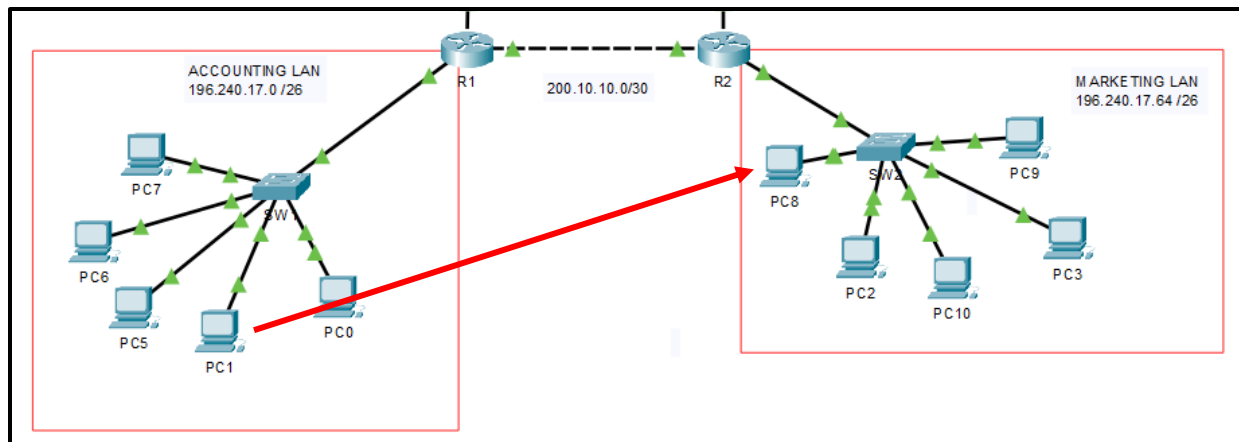 R1
R2
ACCOUNTING LAN
196.240.17.0 /26
200.10.10.0/30
MARKETING LAN
196.240.17.64 /26
PC7
SW1
PC6
PC5
PC1
PC0
SW2
PC9
PC8
PC2
PC10
PC3